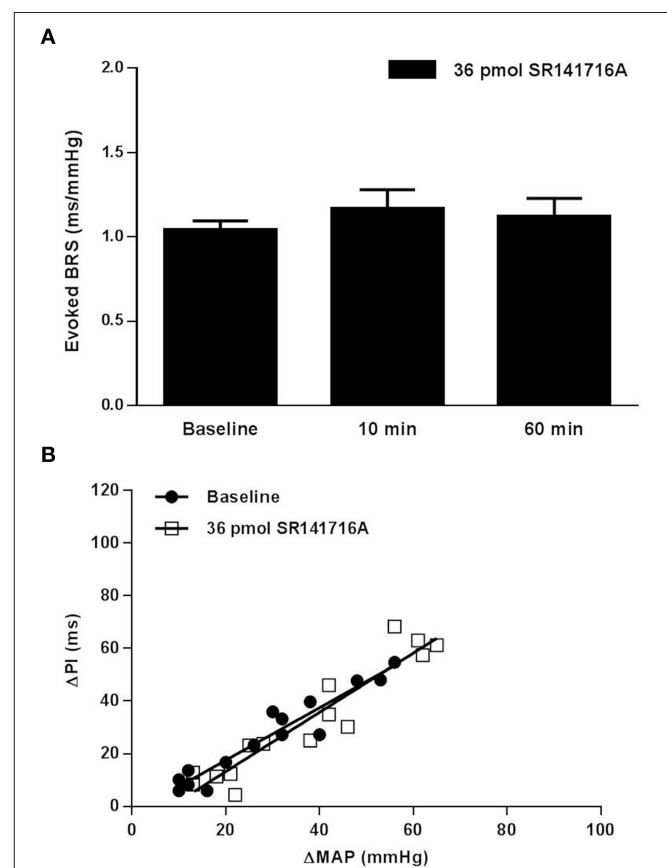 A
36 pmol SR141716A
Evoked BRS (ms/mmHg)
2.0
1.5
1.0
0.5
0.0
Baseline
10 min
60 min
B
Baseline
36 pmol SR141716A
ΔPI (ms)
120
100
80
60
40
20
0
0 20 40 60 80 100
ΔMAP (mmHg)